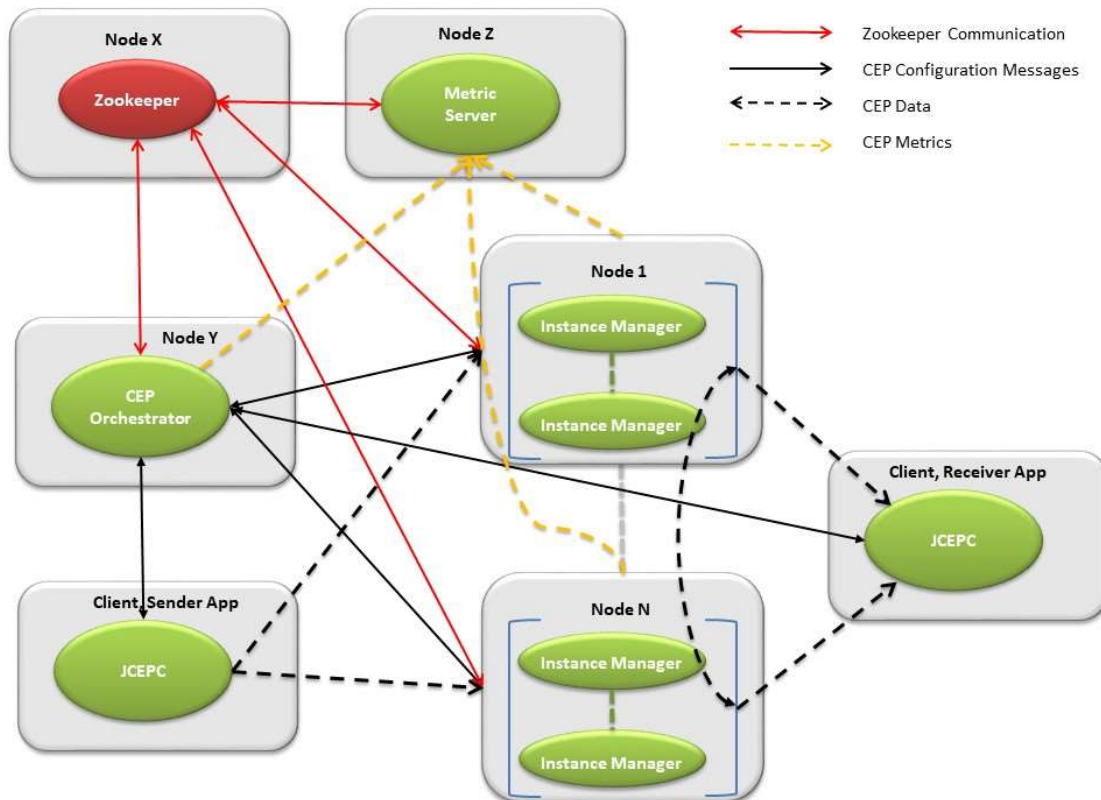 Node X
Zookeeper
Node Z
Metric
Server
Zookeeper Communication
CEP Configuration Messages
CEP Data
CEP Metrics
Node 1
Instance Manager
Instance Manager
Node Y
CEP
Orchestrator
Client, Receiver App
JCEPC
Client, Sender App
JCEPC
Node N
Instance Manager
Instance Manager